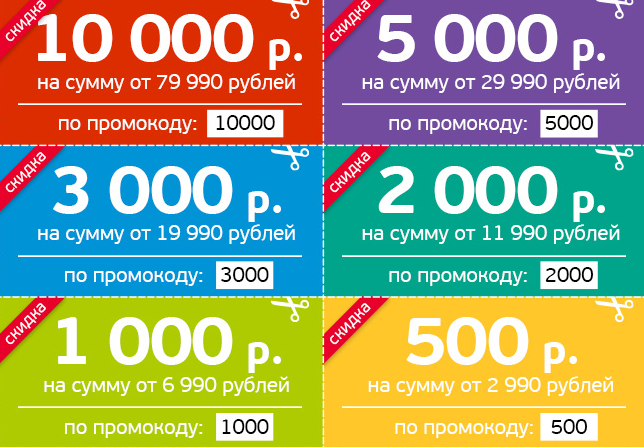 скидка
10 000 р.
на сумму от 79 990 рублей
по промокоду: 10000
скидка
5 000 р.
на сумму от 29 990 рублей
по промокоду: 5000
скидка
3 000 р.
на сумму от 19 990 рублей
по промокоду: 3000
скидка
2 000 р.
на сумму от 11 990 рублей
по промокоду: 2000
скидка
1 000 р.
на сумму от 6 990 рублей
по промокоду: 1000
скидка
500 р.
на сумму от 2 990 рублей
по промокоду: 500